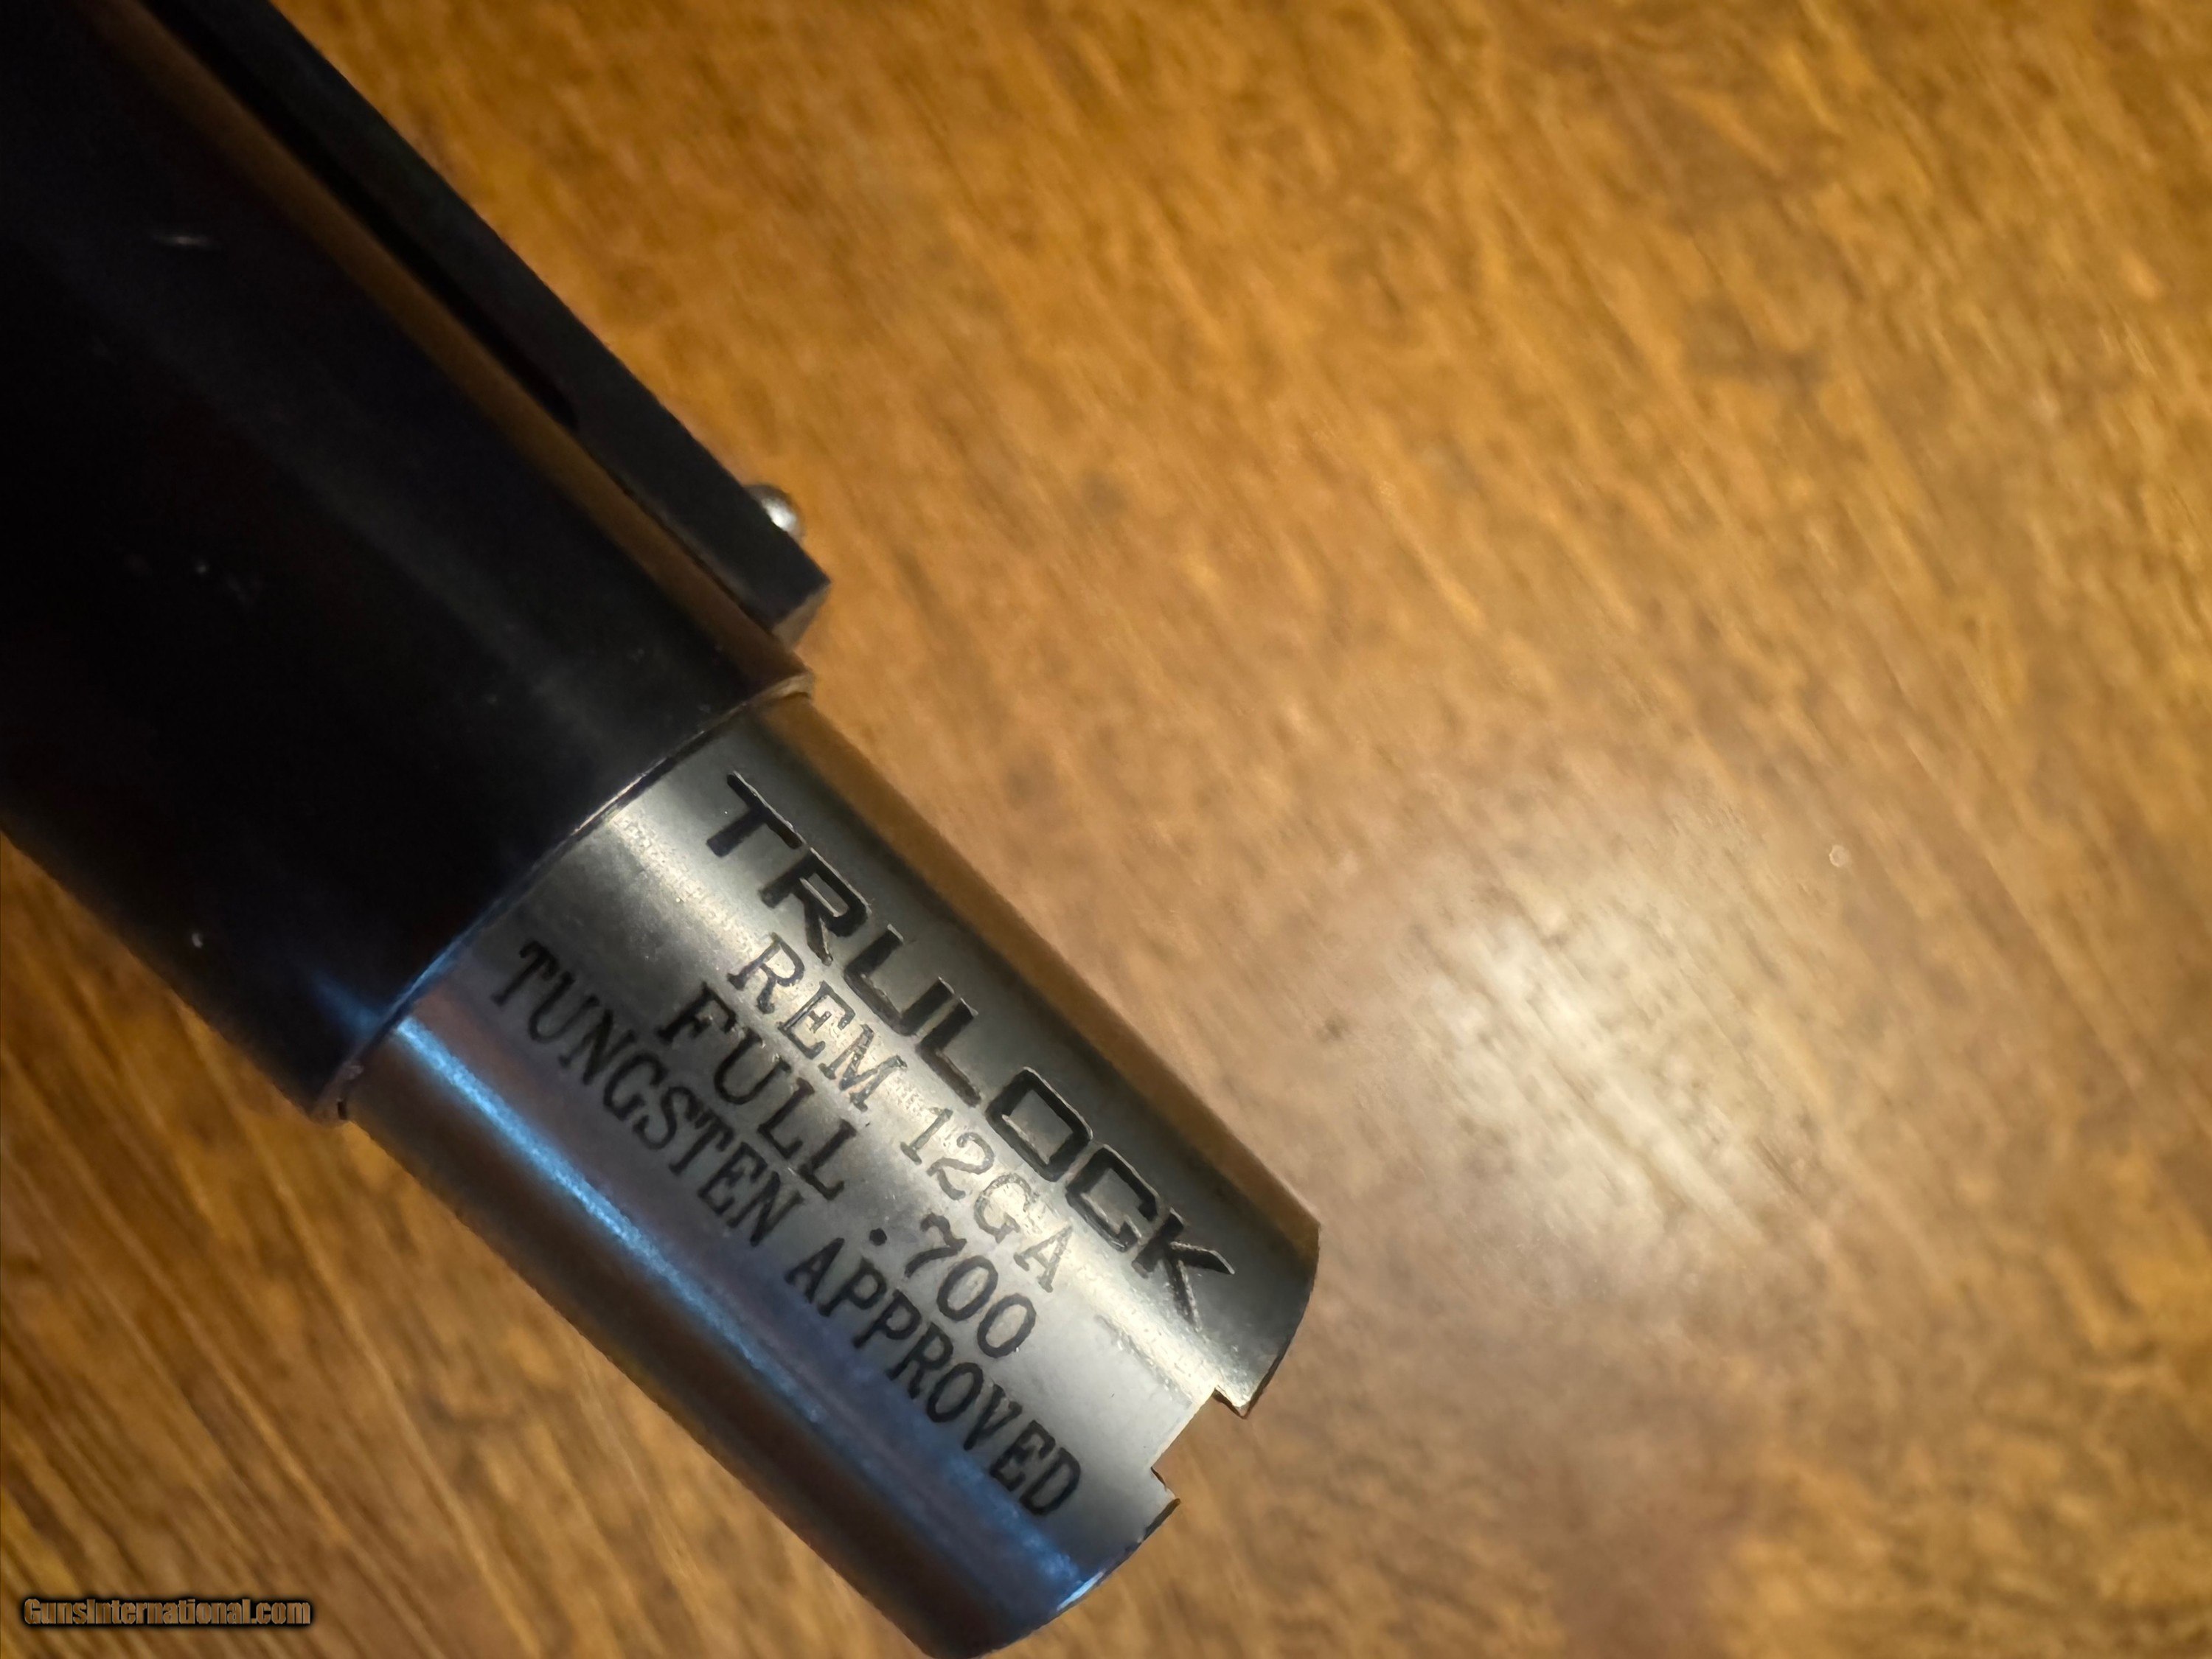 TRULOCK
REM 12GA
FULL .700
TUNGSTEN APPROVED
GunsInternational.com